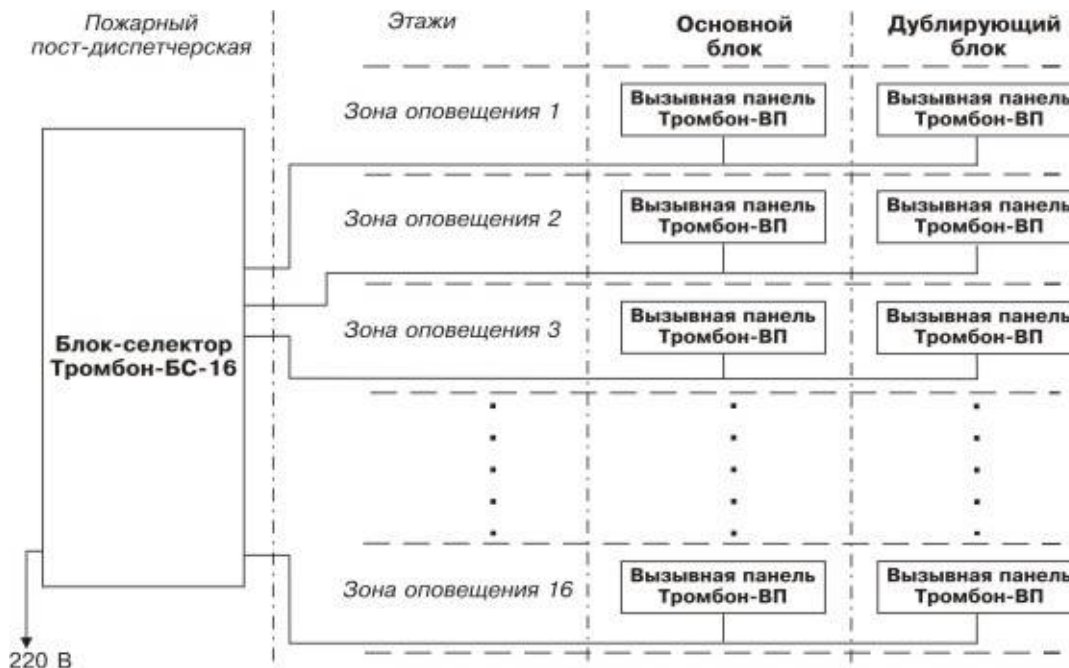 Пожарный
пост-диспетчерская
Этажи
Основной
блок
Дублирующий
блок
Зона оповещения 1
Вызывная панель
Тромбон-ВП
Вызывная панель
Тромбон-ВП
Зона оповещения 2
Вызывная панель
Тромбон-ВП
Вызывная панель
Тромбон-ВП
Зона оповещения 3
Вызывная панель
Тромбон-ВП
Вызывная панель
Тромбон-ВП
Блок-селектор
Тромбон-БС-16
Зона оповещения 16
Вызывная панель
Тромбон-ВП
Вызывная панель
Тромбон-ВП
220 В